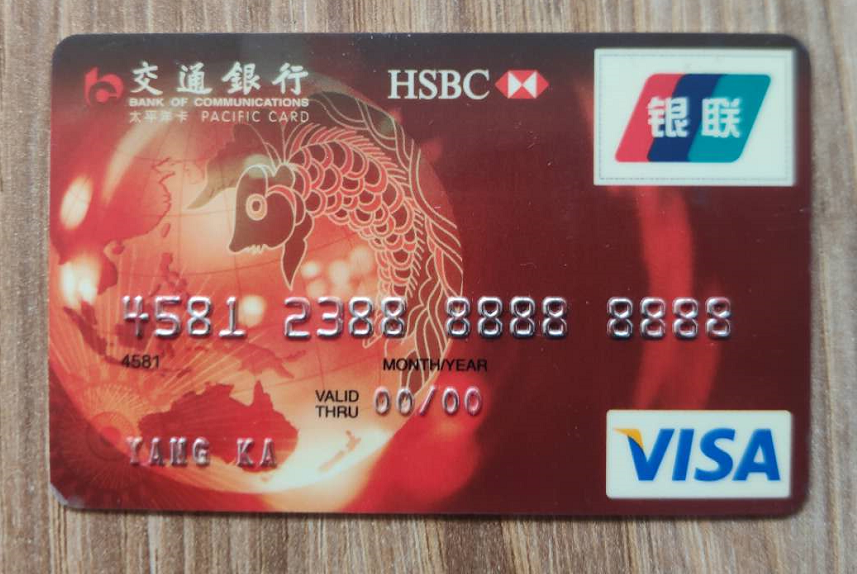 交通銀行
BANK OF COMMUNICATIONS
太平洋卡 PACIFIC CARD
HSBC
银联
4581 2388 8888 8888
4581
MONTH/YEAR
VALID THRU 00/00
YANG KA
VISA